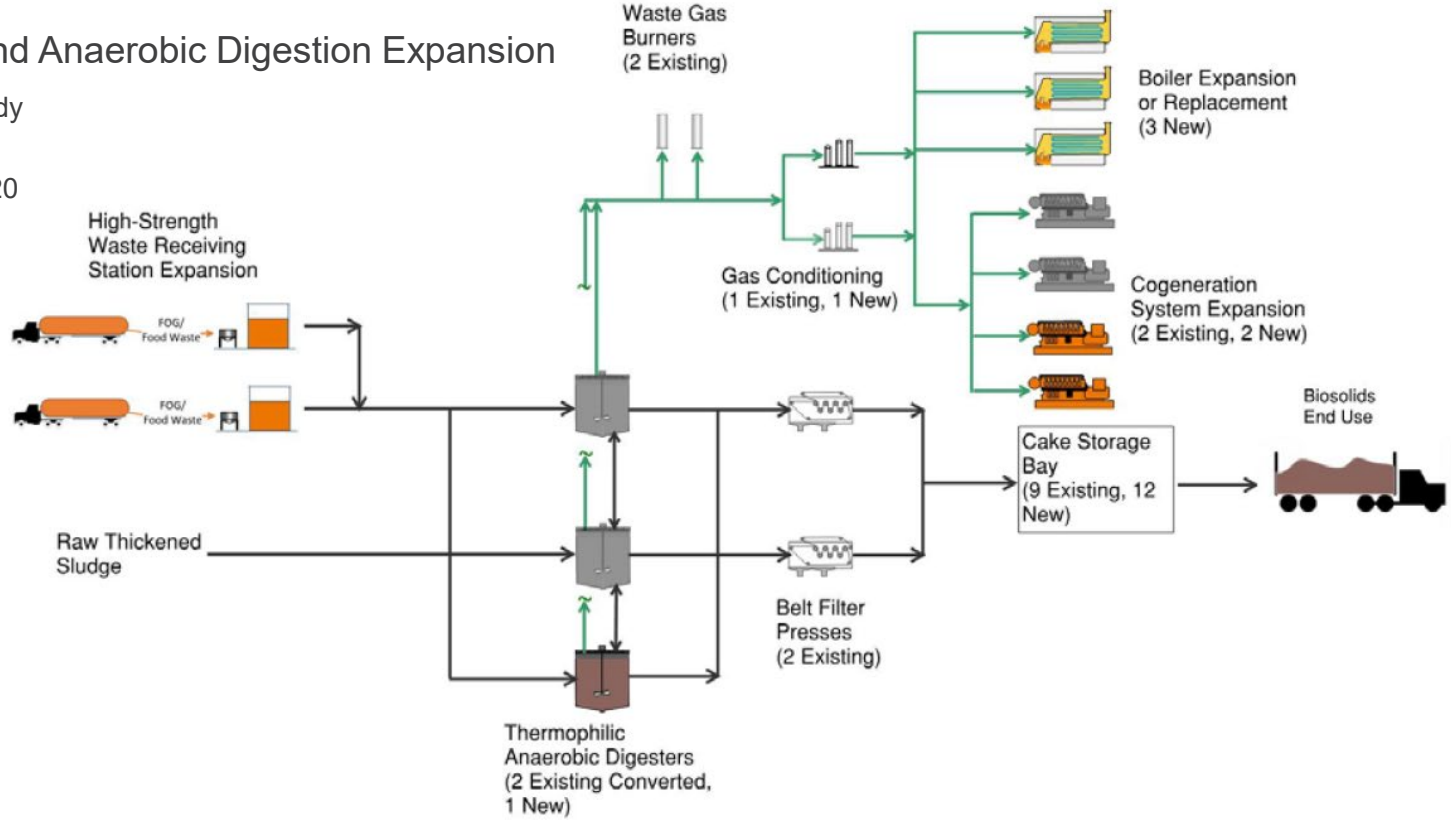 nd Anaerobic Digestion Expansion
dy
20
Waste Gas
Burners
(2 Existing)
Boiler Expansion
or Replacement
(3 New)
High-Strength
Waste Receiving
Station Expansion
FOG/
Food Waste
FOG/
Food Waste
Gas Conditioning
(1 Existing, 1 New)
Cogeneration
System Expansion
(2 Existing, 2 New)
Biosolids
End Use
Cake Storage
Bay
(9 Existing, 12
New)
Raw Thickened
Sludge
Belt Filter
Presses
(2 Existing)
Thermophilic
Anaerobic Digesters
(2 Existing Converted,
1 New)